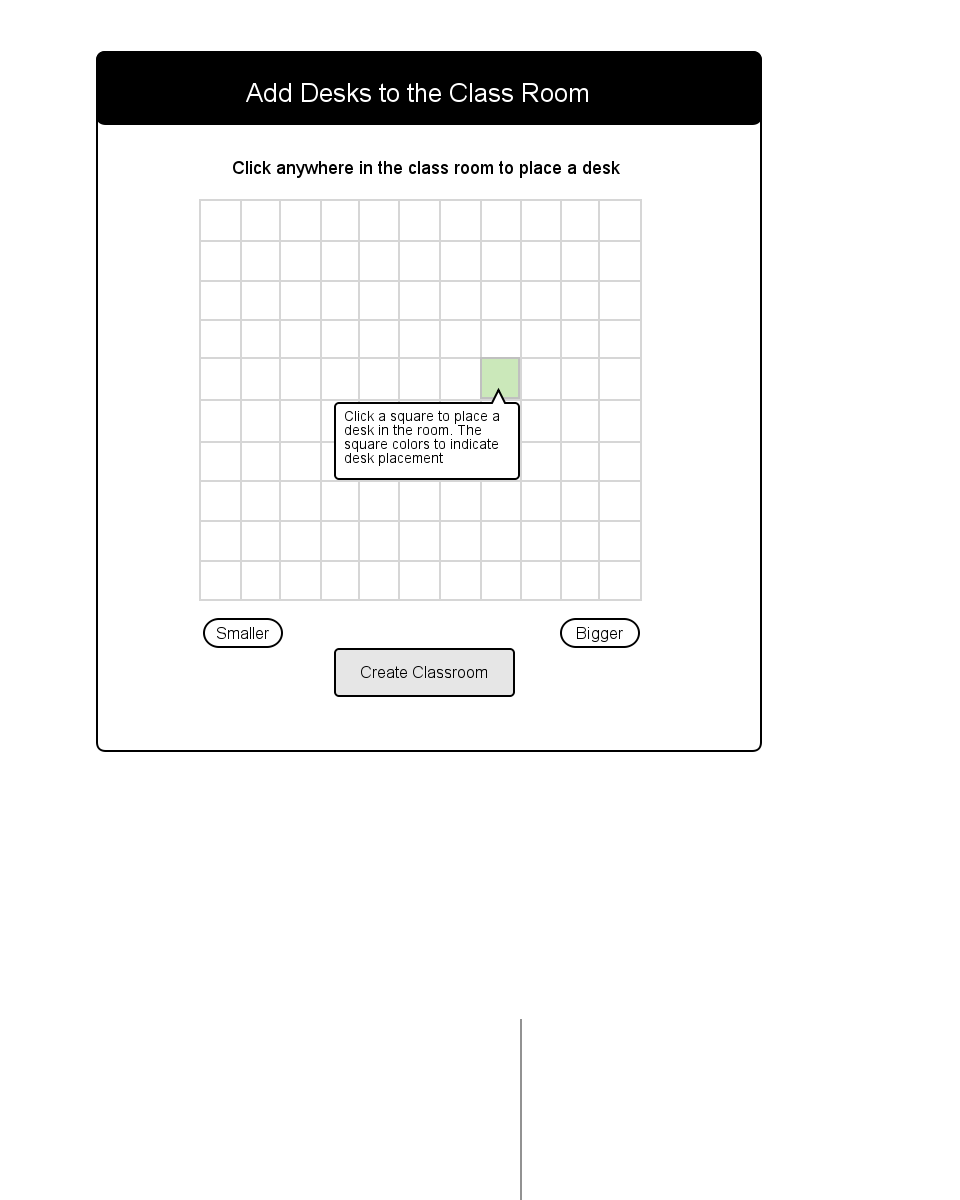 Add Desks to the Class Room
Click anywhere in the class room to place a desk
Click a square to place a
desk in the room. The
square colors to indicate
desk placement
Smaller
Bigger
Create Classroom